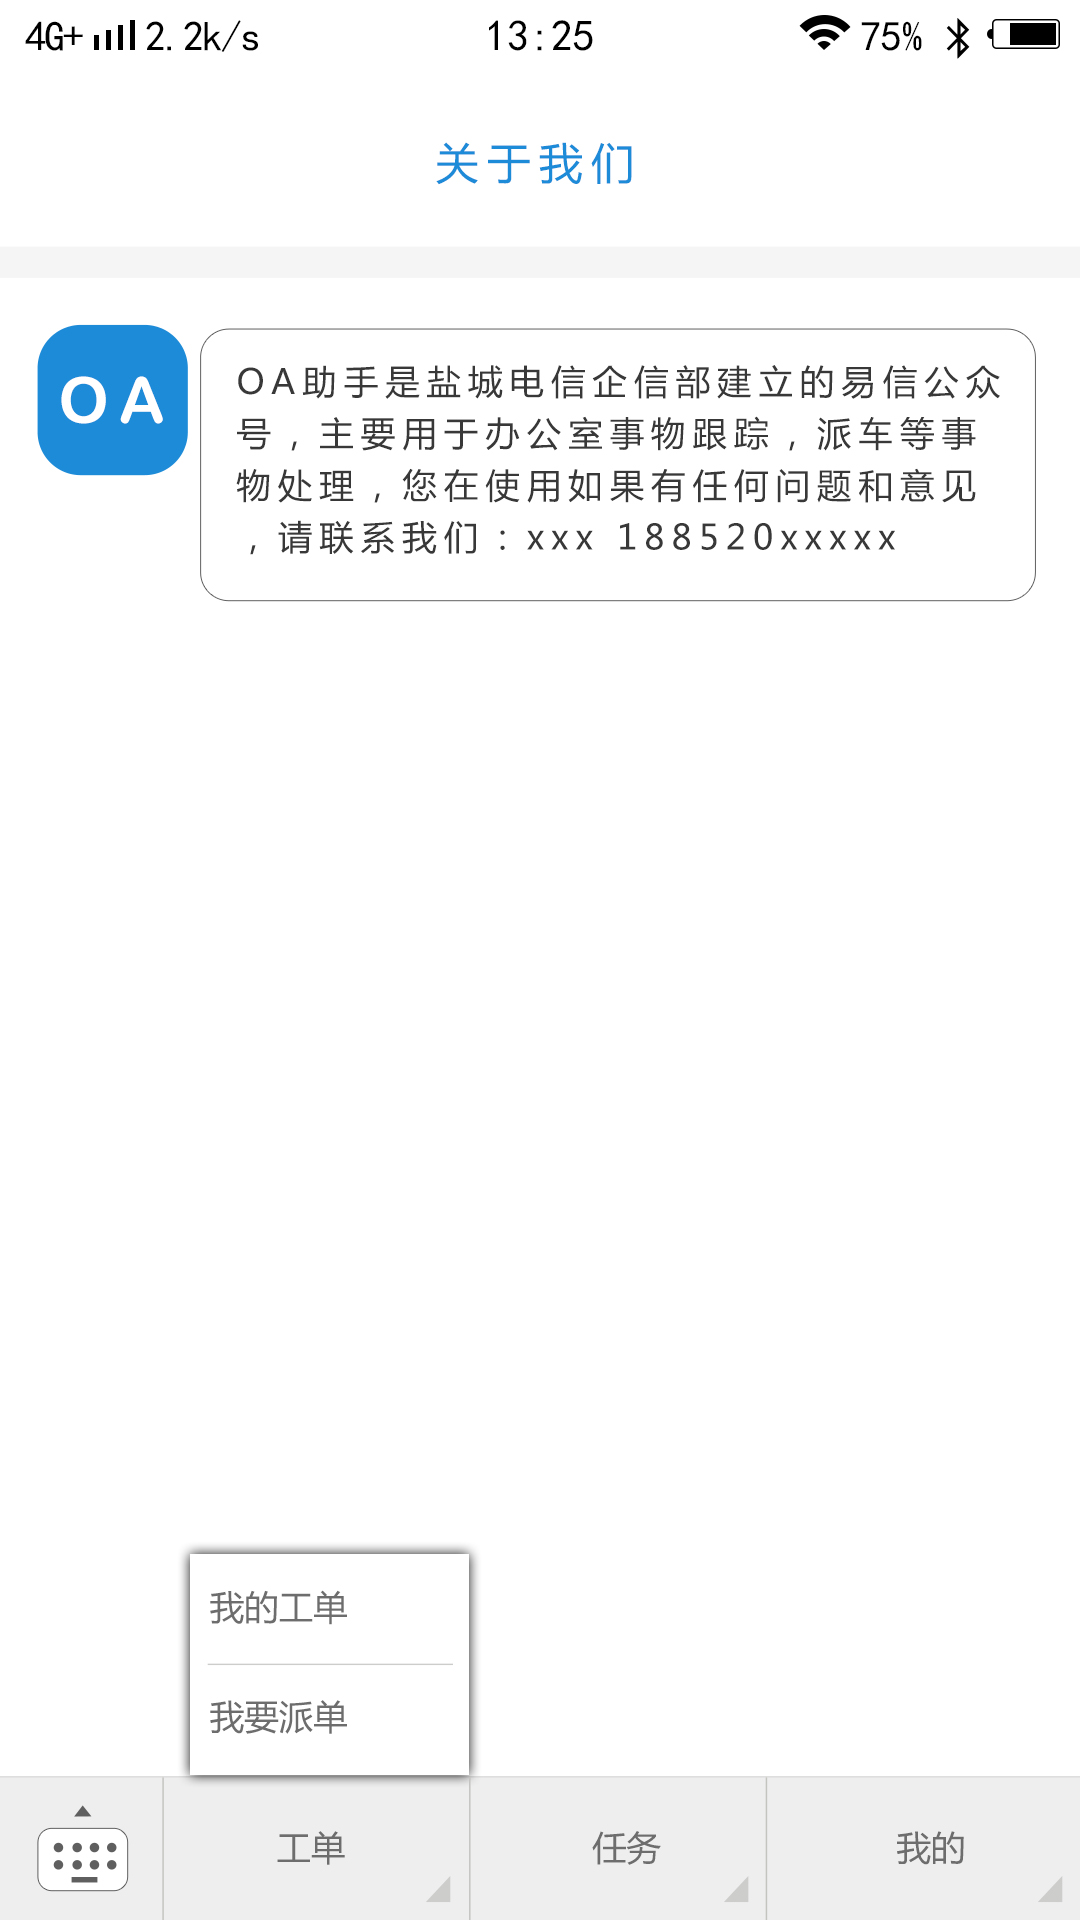 4G+ 2.2k/s 13:25 75%
关于我们
OA
OA助手是盐城电信企信部建立的易信公众
号，主要用于办公室事物跟踪，派车等事
物处理，您在使用如果有任何问题和意见
，请联系我们：xxx 188520xxxxx
我的工单
我要派单
工单 任务 我的